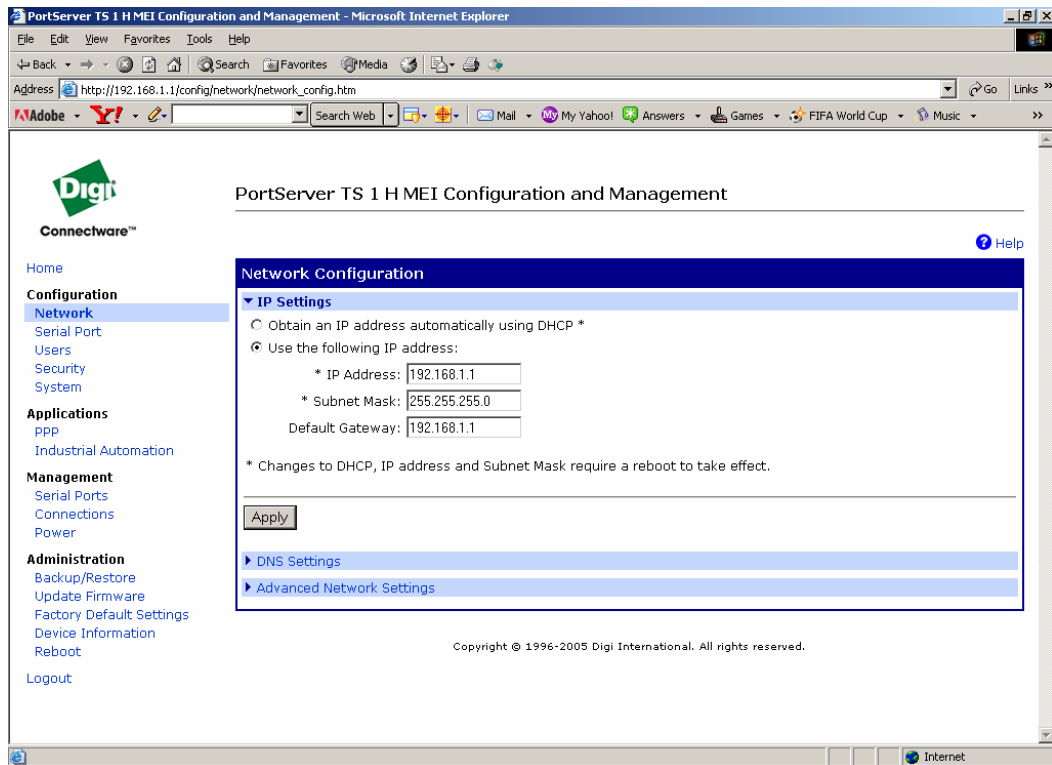 PortServer TS 1 H MEI Configuration and Management - Microsoft Internet Explorer
File Edit View Favorites Tools Help
Back Search Favorites Media
Address http://192.168.1.1/config/network/network_config.htm Go Links »
Adobe Y! Search Web Mail My My Yahoo! Answers Games FIFA World Cup Music »
Digi
Connectware™
PortServer TS 1 H MEI Configuration and Management
? Help
Home
Configuration
Network
Serial Port
Users
Security
System
Applications
PPP
Industrial Automation
Management
Serial Ports
Connections
Power
Administration
Backup/Restore
Update Firmware
Factory Default Settings
Device Information
Reboot
Logout
Network Configuration
IP Settings
Obtain an IP address automatically using DHCP *
Use the following IP address:
* IP Address: 192.168.1.1
* Subnet Mask: 255.255.255.0
Default Gateway: 192.168.1.1
* Changes to DHCP, IP address and Subnet Mask require a reboot to take effect.
Apply
DNS Settings
Advanced Network Settings
Copyright © 1996-2005 Digi International. All rights reserved.
Internet